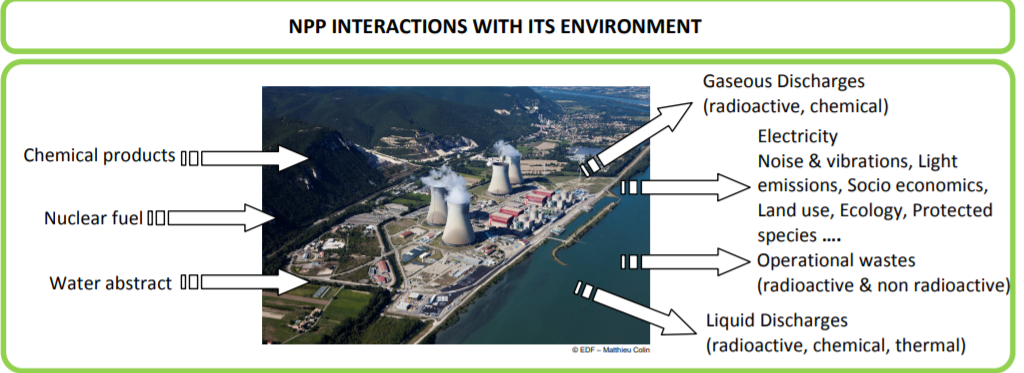 NPP INTERACTIONS WITH ITS ENVIRONMENT
Chemical products
Nuclear fuel
Water abstract
Gaseous Discharges
(radioactive, chemical)
Electricity
Noise & vibrations, Light
emissions, Socio economics,
Land use, Ecology, Protected
species ....
Operational wastes
(radioactive & non radioactive)
Liquid Discharges
(radioactive, chemical, thermal)
© EDF – Matthieu Colin